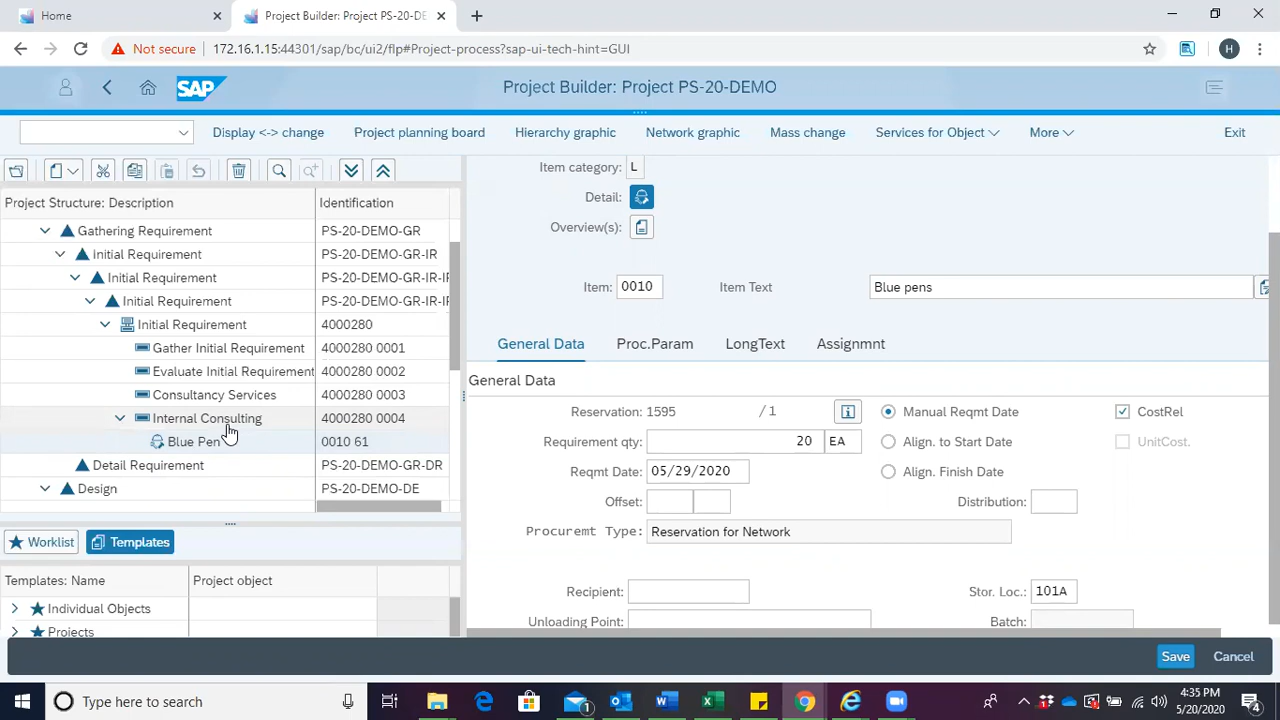 Home
Project Builder: Project PS-20-DE
Not secure 172.16.1.15:44301/sap/bc/ui2/flp#Project-process?sap-ui-tech-hint=GUI
H
SAP
Project Builder: Project PS-20-DEMO
Display <-> change
Project planning board
Hierarchy graphic
Network graphic
Mass change
Services for Object
More
Exit
Project Structure: Description
Identification
Gathering Requirement PS-20-DEMO-GR
Initial Requirement PS-20-DEMO-GR-IR
Initial Requirement PS-20-DEMO-GR-IR-IR
Initial Requirement PS-20-DEMO-GR-IR-
Initial Requirement 4000280
Gather Initial Requirement 4000280 0001
Evaluate Initial Requirement 4000280 0002
Consultancy Services 4000280 0003
Internal Consulting 4000280 0004
Blue Pen 0010 61
Detail Requirement PS-20-DEMO-GR-DR
Design PS-20-DEMO-DE
Worklist
Templates
Templates: Name
Project object
Individual Objects
Projects
Item category: L
Detail:
Overview(s):
Item: 0010
Item Text Blue pens
General Data
Proc.Param
LongText
Assignmnt
General Data
Reservation: 1595 / 1
Manual Reqmt Date
CostRel
Requirement qty: 20 EA
Align. to Start Date
UnitCost.
Reqmt Date: 05/29/2020
Align. Finish Date
Offset:
Distribution:
Procuremt Type: Reservation for Network
Recipient:
Stor. Loc.: 101A
Unloading Point:
Batch:
Save
Cancel
Type here to search
1
4:35 PM
5/20/2020
4